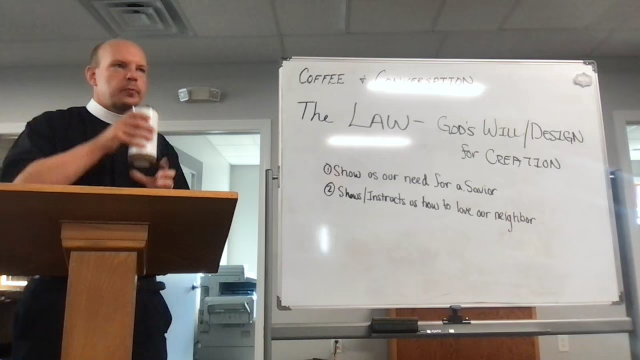 COFFEE & CONVERSATION
The LAW - GOD'S WILL/DESIGN
for CREATION
① Show us our need for a Savior
② Shows/Instructs us how to love our neighbor